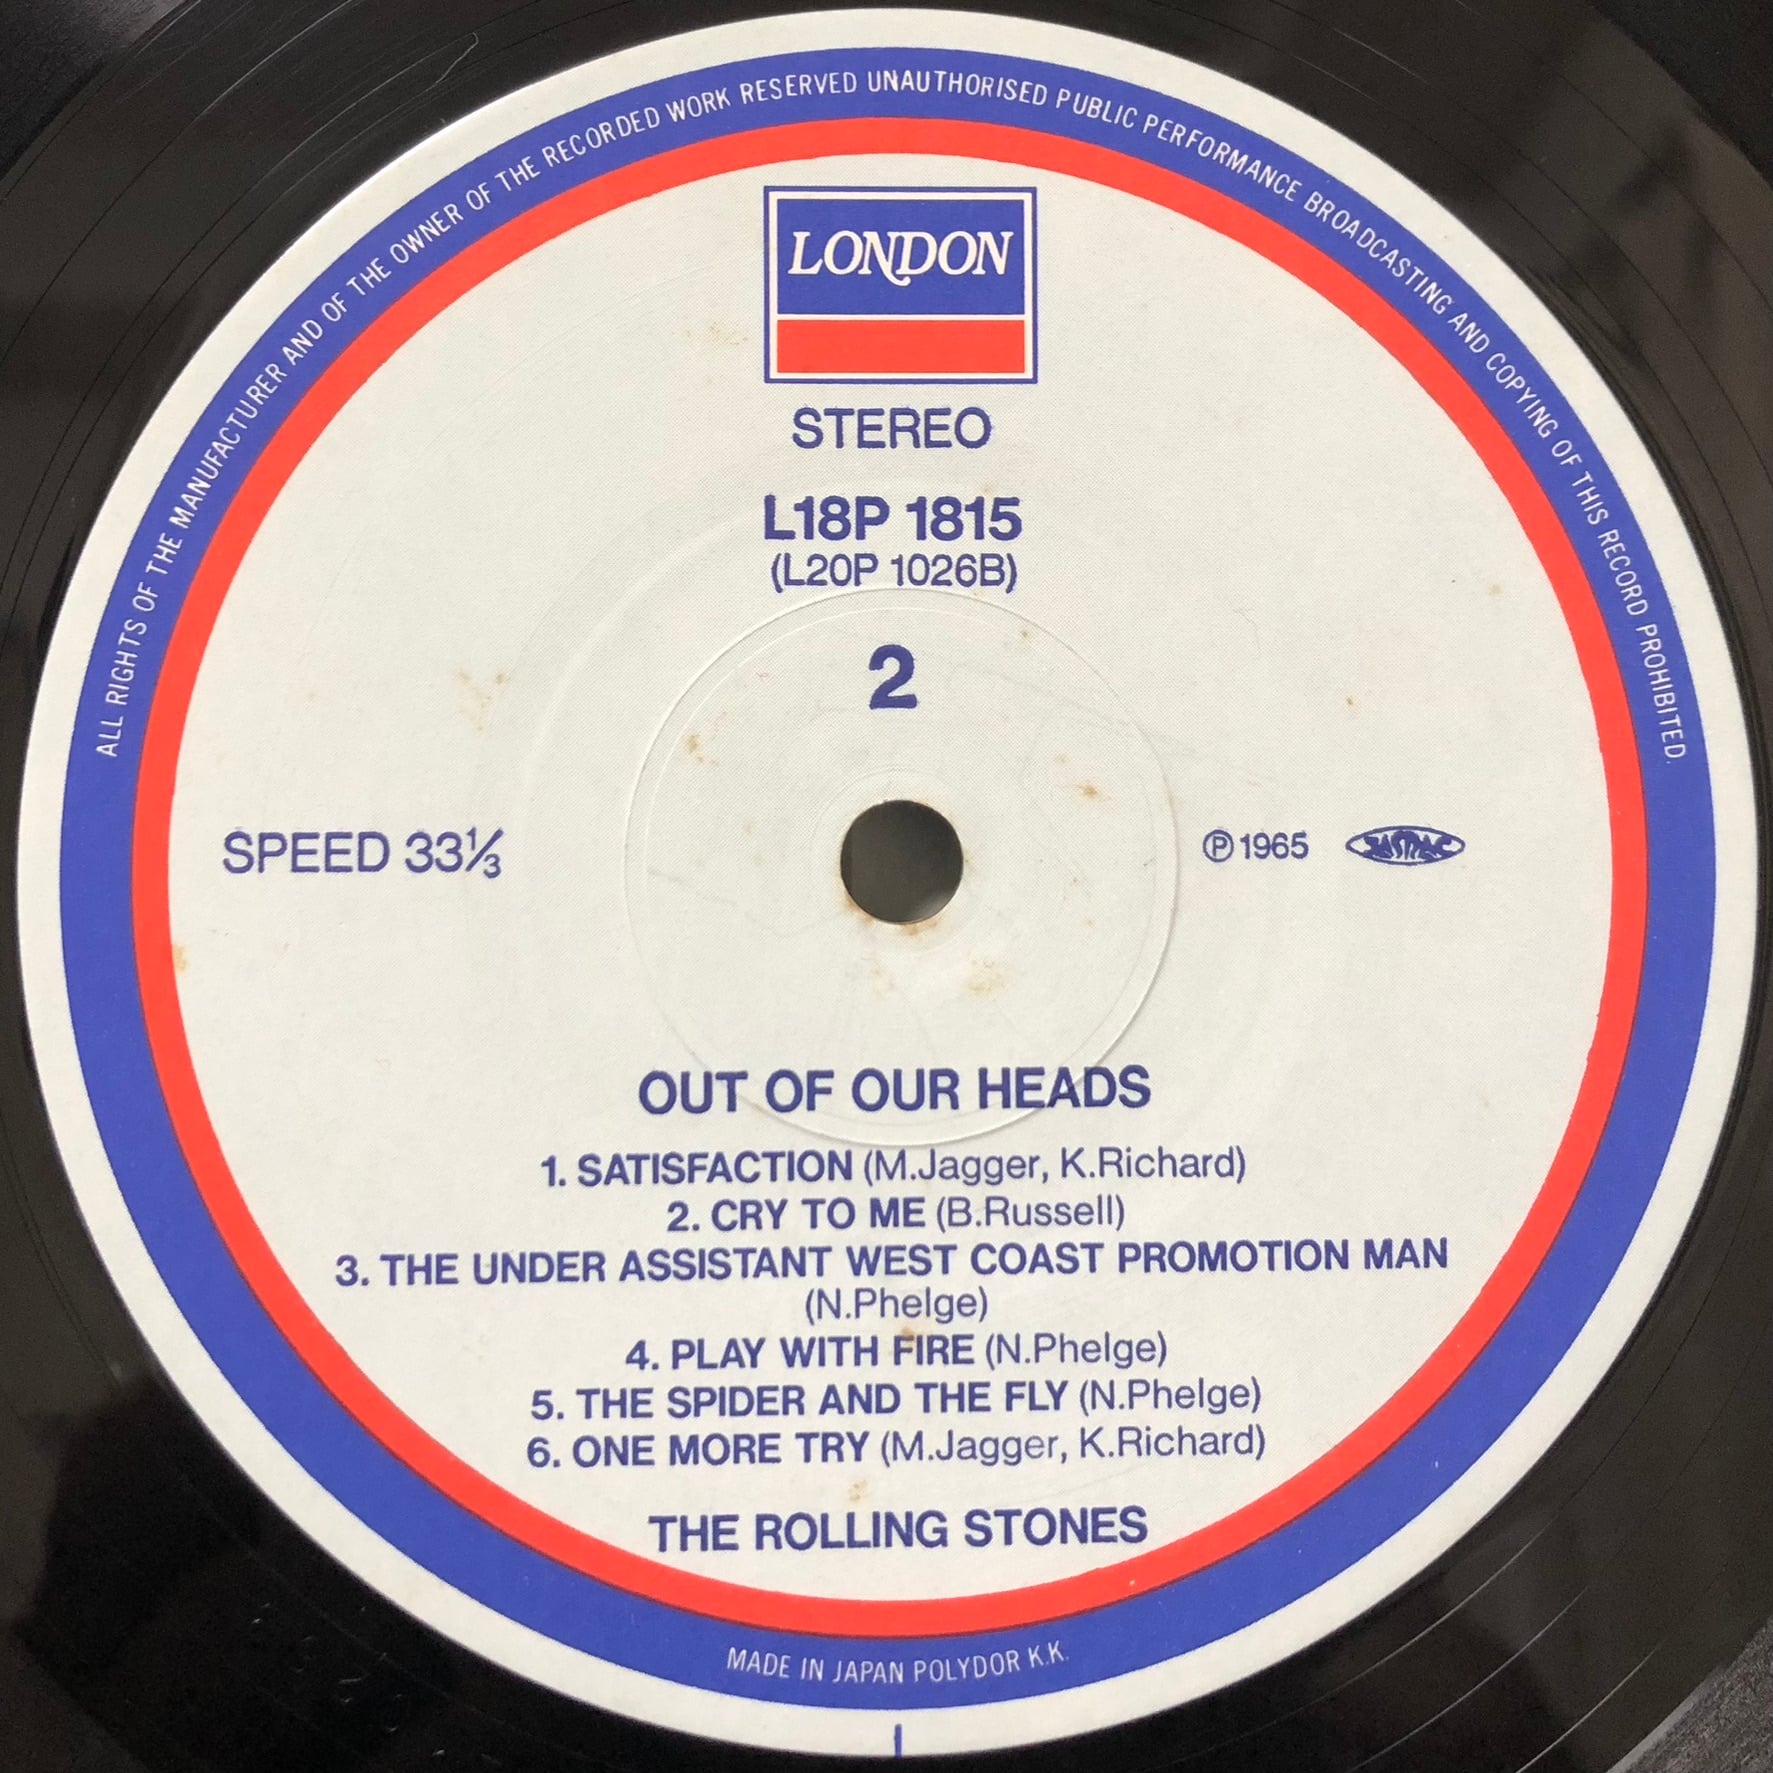 ALL RIGHTS OF THE MANUFACTURER AND OF THE OWNER OF THE RECORDED WORK RESERVED UNAUTHORISED PUBLIC PERFORMANCE BROADCASTING AND COPYING OF THIS RECORD PROHIBITED.
LONDON
STEREO
L18P 1815
(L20P 1026B)
2
SPEED 33⅓
Ⓟ1965 JASRAC
OUT OF OUR HEADS
1. SATISFACTION (M.Jagger, K.Richard)
2. CRY TO ME (B.Russell)
3. THE UNDER ASSISTANT WEST COAST PROMOTION MAN
(N.Phelge)
4. PLAY WITH FIRE (N.Phelge)
5. THE SPIDER AND THE FLY (N.Phelge)
6. ONE MORE TRY (M.Jagger, K.Richard)
THE ROLLING STONES
MADE IN JAPAN POLYDOR K.K.